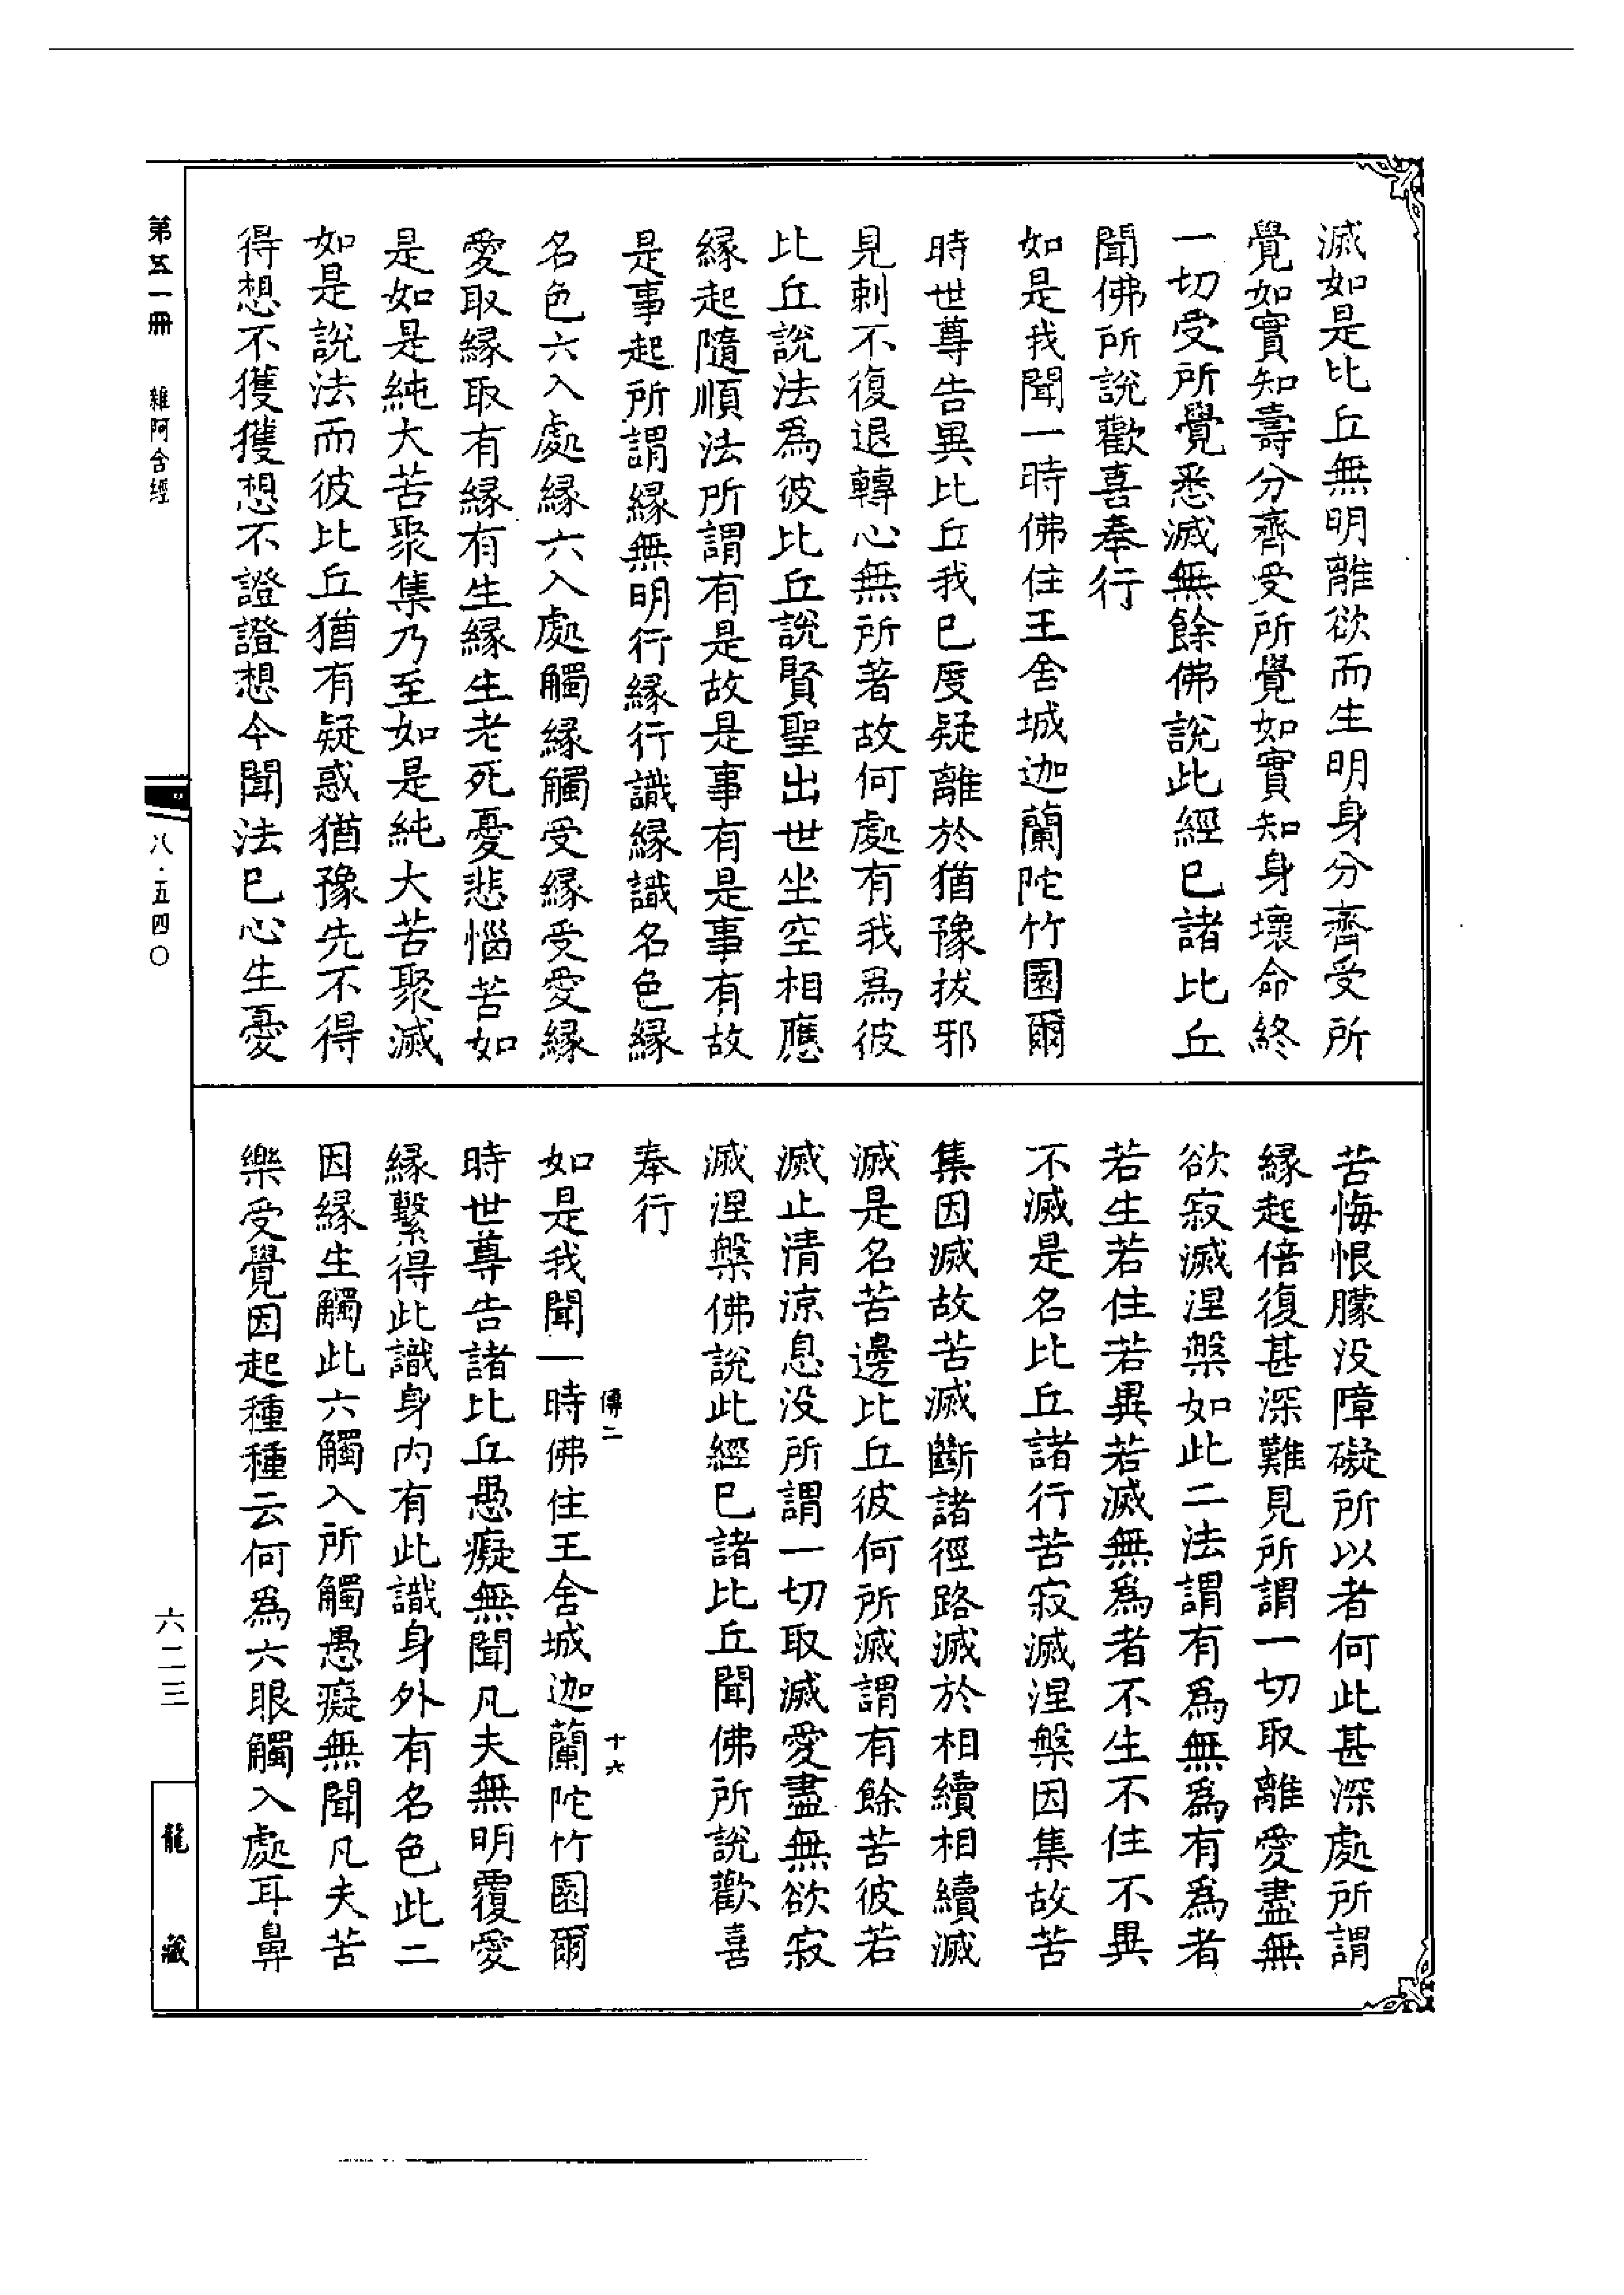 滅如是比丘無明離欲而生明身分齊受所
覺如實知壽分齊受所覺如實知身壞命終
一切受所覺悉滅無餘佛說此經已諸比丘
聞佛所說歡喜奉行
如是我聞一時佛住王舍城迦蘭陀竹園爾
時世尊告異比丘我已度疑離於猶豫拔邪
見刺不復退轉心無所著故何處有我為彼
比丘說法為彼比丘說賢聖出世坐空相應
緣起隨順法所謂有是故是事有是事有故
是事起所謂緣無明行緣行識緣識名色緣
名色六入處緣六入處觸緣觸受緣受愛緣
愛取緣取有緣有生緣生老死憂悲惱苦如
是如是純大苦聚集乃至如是純大苦聚滅
如是說法而彼比丘猶有疑惑猶豫先不得
得想不獲獲想不證證想今聞法已心生憂
苦悔恨朦没障礙所以者何此甚深處所謂
緣起倍復甚深難見所謂一切取離愛盡無
欲寂滅涅槃如此二法謂有為無為有為者
若生若住若異若滅無為者不生不住不異
不滅是名比丘諸行苦寂滅涅槃因集故苦
集因滅故苦滅斷諸徑路滅於相續相續滅
滅是名苦邊比丘彼何所滅謂有餘苦彼若
滅止清涼息没所謂一切取滅愛盡無欲寂
滅涅槃佛說此經已諸比丘聞佛所說歡喜
奉行
傳二
十六
如是我聞一時佛住王舍城迦蘭陀竹園爾
時世尊告諸比丘愚癡無聞凡夫無明覆愛
緣繫得此識身內有此識身外有名色此二
因緣生觸此六觸入所觸愚癡無聞凡夫苦
樂受覺因起種種云何為六眼觸入處耳鼻
第五一冊
雜阿含經
八·五四〇
六二三
龍藏